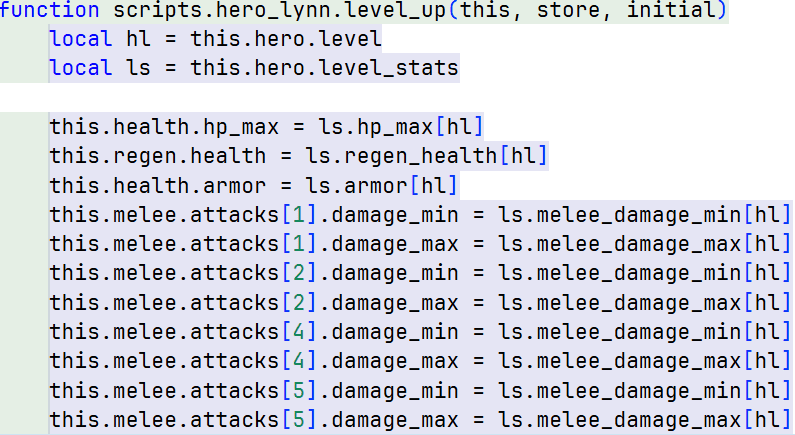 function scripts.hero_lynn.level_up(this, store, initial)
local hl = this.hero.level
local ls = this.hero.level_stats
this.health.hp_max = ls.hp_max[hl]
this.regen.health = ls.regen_health[hl]
this.health.armor = ls.armor[hl]
this.melee.attacks[1].damage_min = ls.melee_damage_min[hl]
this.melee.attacks[1].damage_max = ls.melee_damage_max[hl]
this.melee.attacks[2].damage_min = ls.melee_damage_min[hl]
this.melee.attacks[2].damage_max = ls.melee_damage_max[hl]
this.melee.attacks[4].damage_min = ls.melee_damage_min[hl]
this.melee.attacks[4].damage_max = ls.melee_damage_max[hl]
this.melee.attacks[5].damage_min = ls.melee_damage_min[hl]
this.melee.attacks[5].damage_max = ls.melee_damage_max[hl]